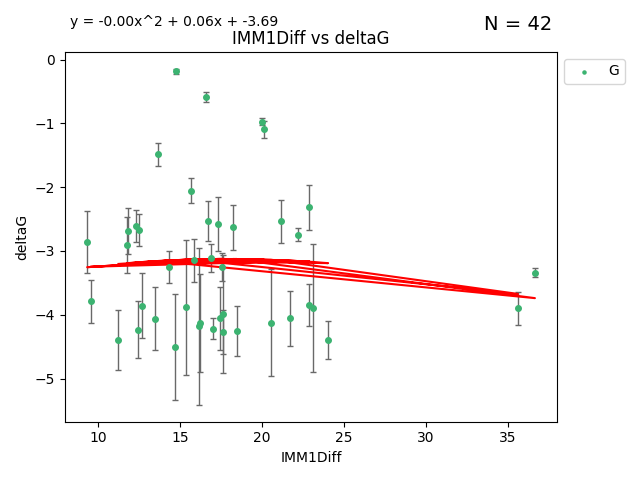 y = -0.00x^2 + 0.06x + -3.69
N = 42
IMM1Diff vs deltaG
G
0
−1
−2
−3
−4
−5
deltaG
10 15 20 25 30 35
IMM1Diff